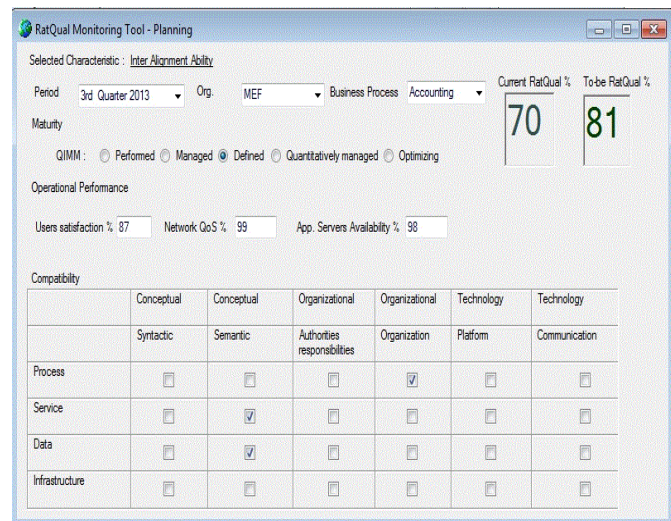 RatQual Monitoring Tool - Planning
Selected Characteristic : Inter Alignment Ability
Current RatQual % To-be RatQual %
Period 3rd Quarter 2013 Org. MEF Business Process Accounting
70 81
Maturity
QIMM : Performed Managed Defined Quantitatively managed Optimizing
Operational Performance
Users satisfaction % 87 Network QoS % 99 App. Servers Availability % 98
Compatibility
Conceptual Conceptual Organizational Organizational Technology Technology
Syntactic Semantic Authorities Organization Platform Communication
responsibilities
Process
Service
Data
Infrastructure